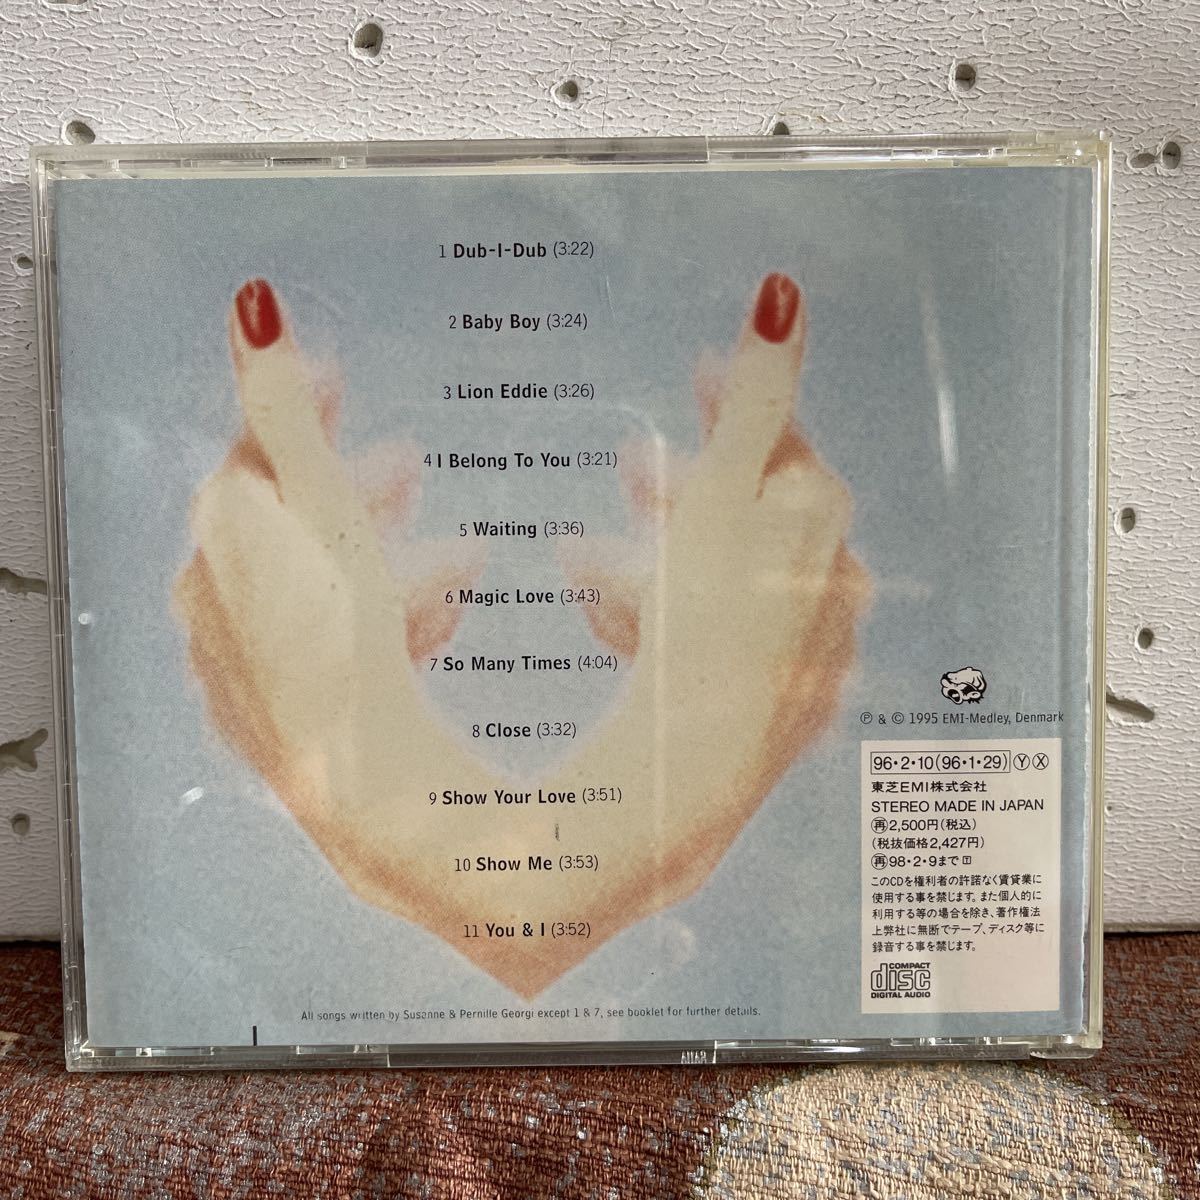 1 Dub-I-Dub (3:22)
2 Baby Boy (3:24)
3 Lion Eddie (3:26)
4 I Belong To You (3:21)
5 Waiting (3:36)
6 Magic Love (3:43)
7 So Many Times (4:04)
8 Close (3:32)
9 Show Your Love (3:51)
10 Show Me (3:53)
11 You & I (3:52)
All songs written by Susanne & Pernille Georgi except 1 & 7, see booklet for further details.
℗ & © 1995 EMI-Medley, Denmark
96・2・10(96・1・29) Ⓨ Ⓧ
東芝EMI株式会社
STEREO MADE IN JAPAN
再2,500円(税込)
(税抜価格2,427円)
再98・2・9まで
このCDを権利者の許諾なく賃貸業に
使用する事を禁じます。また個人的に
利用する等の場合を除き、著作権法
上弊社に無断でテープ、ディスク等に
録音する事を禁じます。
COMPACT
disc
DIGITAL AUDIO